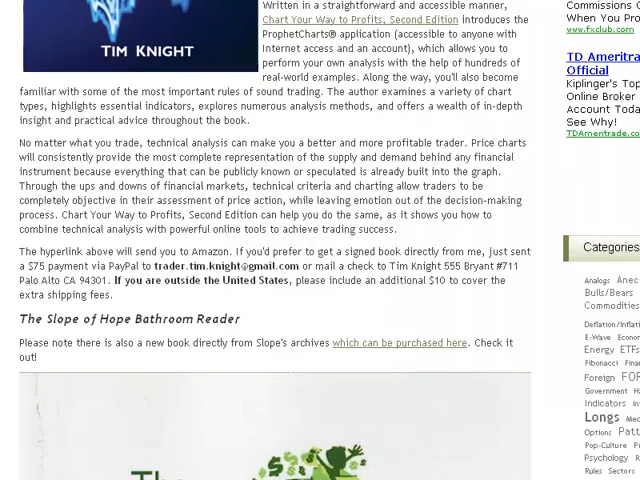 Written in a straightforward and accessible manner,
Chart Your Way to Profits, Second Edition introduces the
ProphetCharts® application (accessible to anyone with
Internet access and an account), which allows you to
TIM KNIGHT
perform your own analysis with the help of hundreds of
real-world examples. Along the way, you'll also become
familiar with some of the most important rules of sound trading. The author examines a variety of chart
types, highlights essential indicators, explores numerous analysis methods, and offers a wealth of in-depth
insight and practical advice throughout the book.
No matter what you trade, technical analysis can make you a better and more profitable trader. Price charts
will consistently provide the most complete representation of the supply and demand behind any financial
instrument because everything that can be publicly known or speculated is already built into the graph.
Through the ups and downs of financial markets, technical criteria and charting allow traders to be
completely objective in their assessment of price action, while leaving emotion out of the decision-making
process. Chart Your Way to Profits, Second Edition can help you do the same, as it shows you how to
combine technical analysis with powerful online tools to achieve trading success.
The hyperlink above will send you to Amazon. If you'd prefer to get a signed book directly from me, just sent
a $75 payment via PayPal to trader.tim.knight@gmail.com or mail a check to Tim Knight 555 Bryant #711
Palo Alto CA 94301. If you are outside the United States, please include an additional $10 to cover the
extra shipping fees.
The Slope of Hope Bathroom Reader
Please note there is also a new book directly from Slope's archives which can be purchased here. Check it
out!
The
Commissions
When You Pro
www.fxclub.com
TD Ameritra
Official
Kiplinger's Top
Online Broker
Account Toda
See Why!
TDAmeritrade.co
Categories
Analogs Anec
Bulls/Bears
Commodities
Deflation/Inflati
E-Wave Econo
Energy ETFs
Fibonacci Finan
Foreign FOR
Government Ha
Indicators In
Longs Mec
Options Patt
Pop-Culture Pr
Psychology R
Rules Sectors